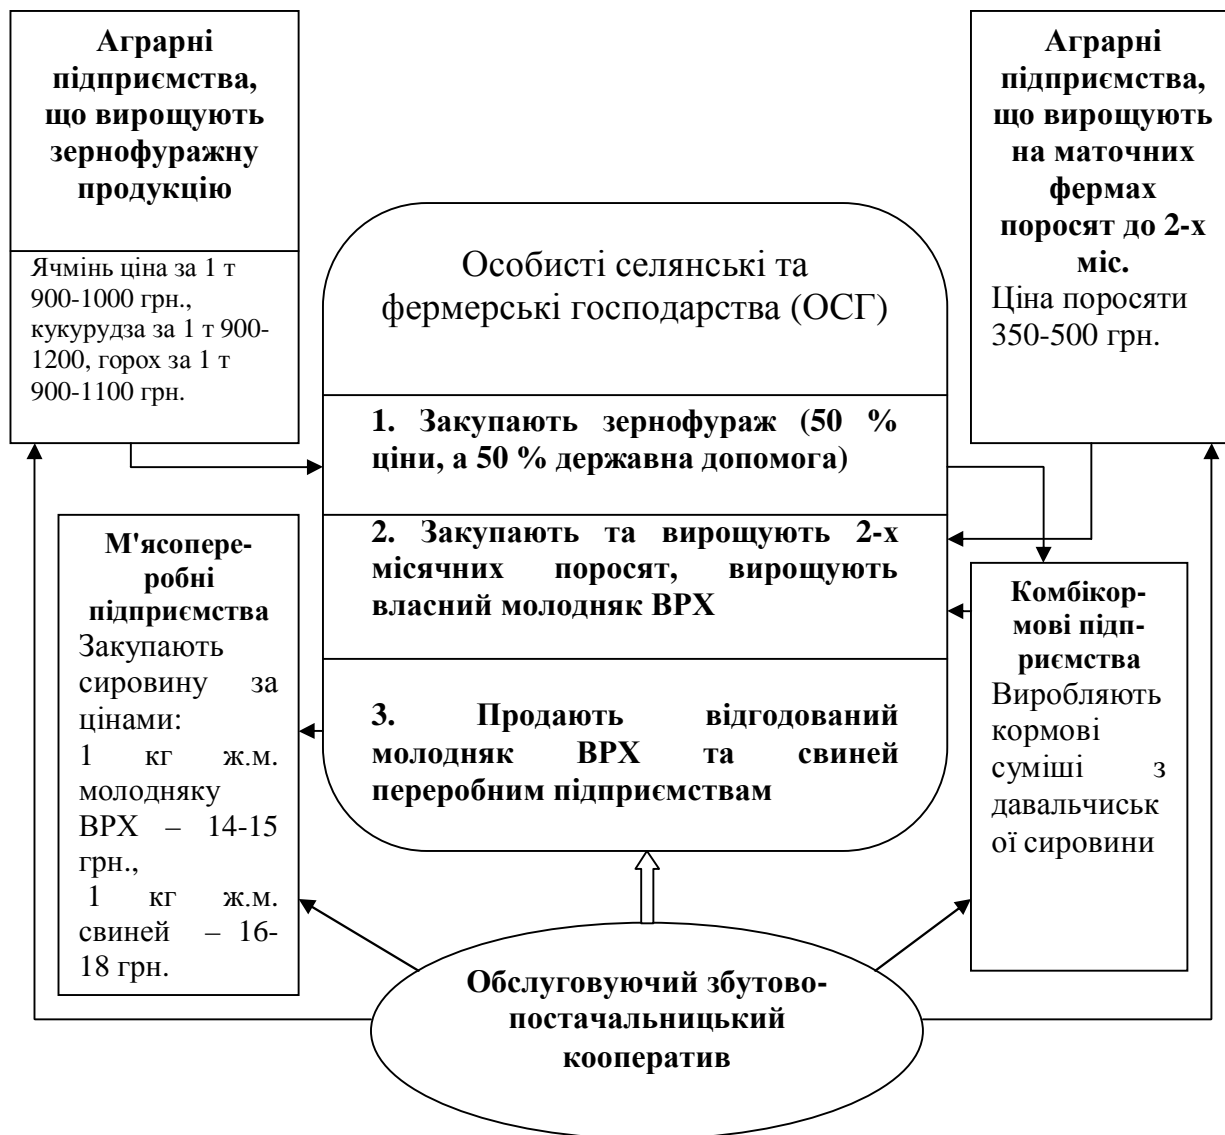 Аграрні
підприємства,
що вирощують
зернофуражну
продукцію
Ячмінь ціна за 1 т
900-1000 грн.,
кукурудза за 1 т 900-
1200, горох за 1 т
900-1100 грн.
Аграрні
підприємства,
що вирощують
на маточних
фермах
поросят до 2-х
міс.
Ціна поросяти
350-500 грн.
Особисті селянські та
фермерські господарства (ОСГ)
1. Закупають зернофураж (50 %
ціни, а 50 % державна допомога)
2. Закупають та вирощують 2-х
місячних поросят, вирощують
власний молодняк ВРХ
3. Продають відгодований
молодняк ВРХ та свиней
переробним підприємствам
М'ясопере-
робні
підприємства
Закупають
сировину за
цінами:
1 кг ж.м.
молодняку
ВРХ – 14-15
грн.,
1 кг ж.м.
свиней – 16-
18 грн.
Комбікор-
мові підп-
риємства
Виробляють
кормові
суміші з
давальчиськ
ої сировини
Обслуговуючий збутово-
постачальницький
кооператив